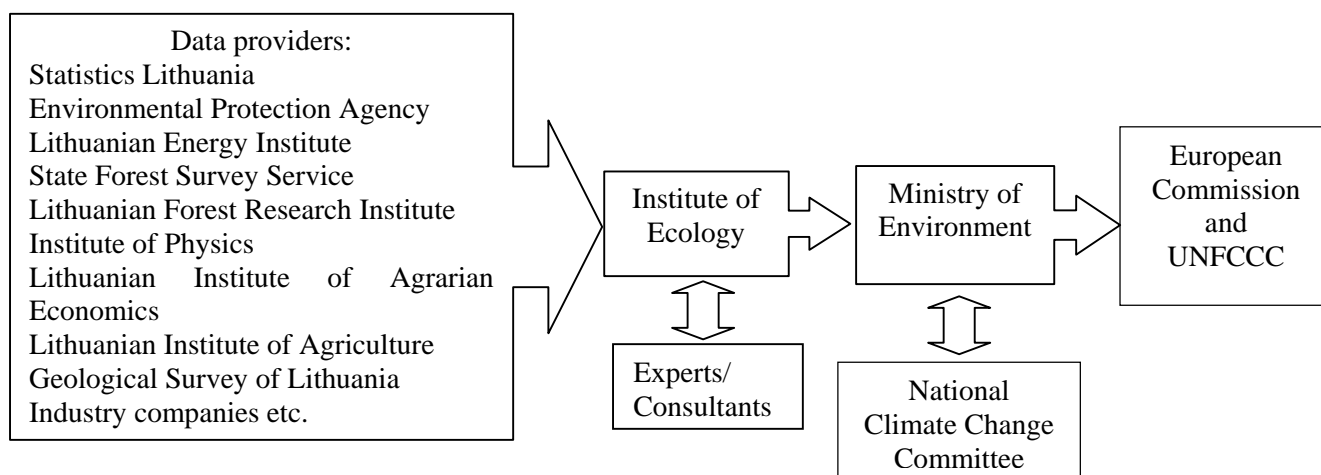 Data providers:
Statistics Lithuania
Environmental Protection Agency
Lithuanian Energy Institute
State Forest Survey Service
Lithuanian Forest Research Institute
Institute of Physics
Lithuanian Institute of Agrarian
Economics
Lithuanian Institute of Agriculture
Geological Survey of Lithuania
Industry companies etc.
Institute of
Ecology
Experts/
Consultants
Ministry of
Environment
National
Climate Change
Committee
European
Commission
and
UNFCCC